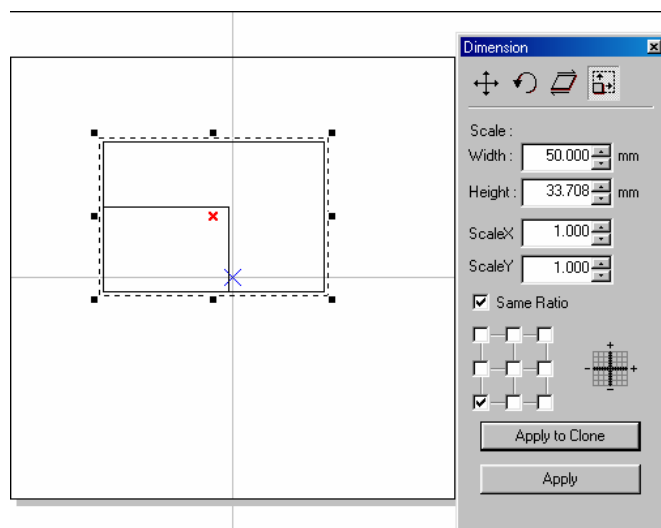 Dimension
Scale :
Width : 50.000 mm
Height : 33.708 mm
ScaleX 1.000
ScaleY 1.000
Same Ratio
+
- +
-
Apply to Clone
Apply